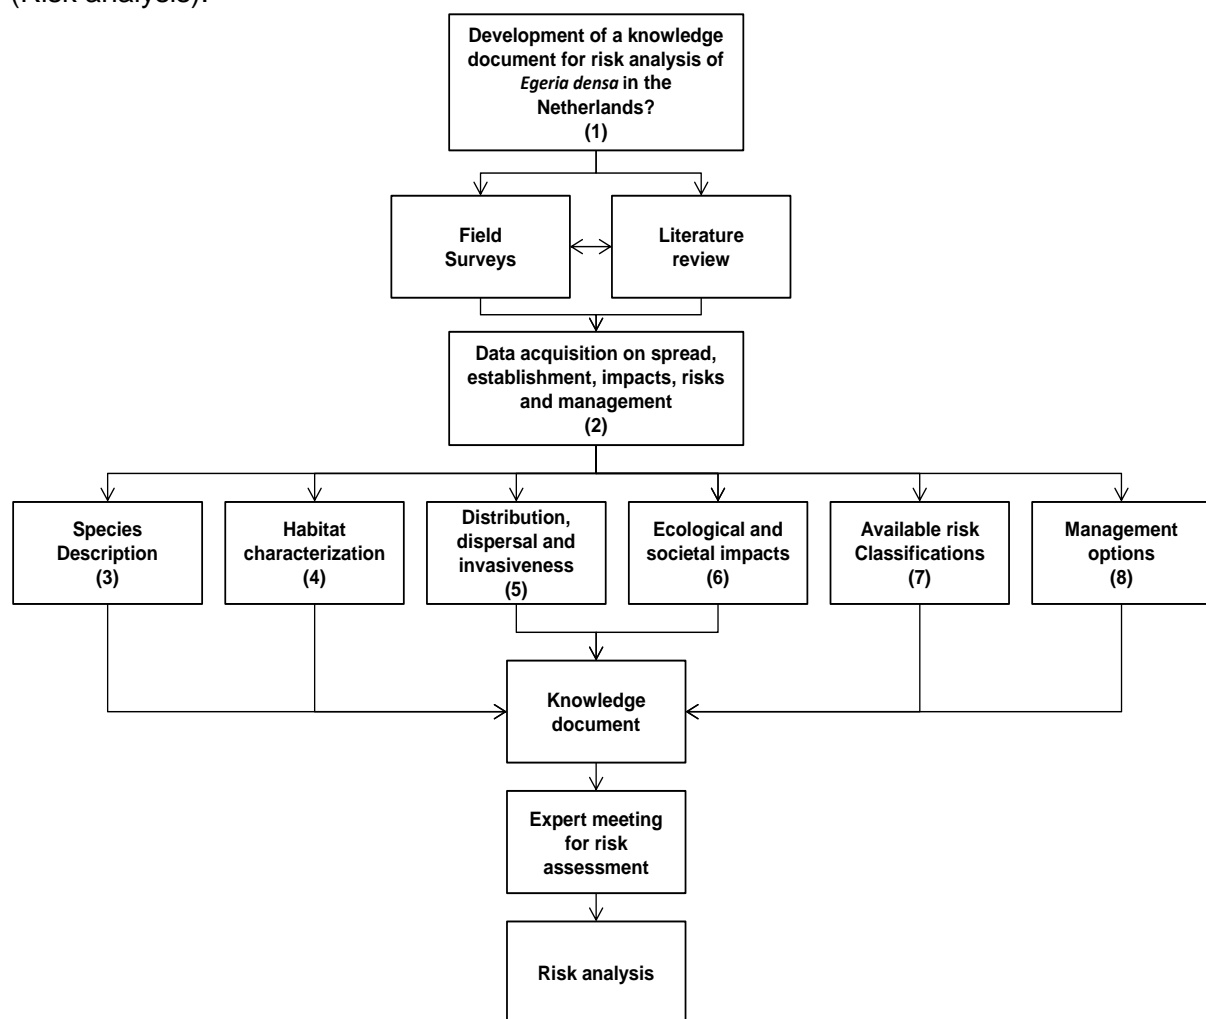 (Risk analysis).
Development of a knowledge
document for risk analysis of
Egeria densa in the
Netherlands?
(1)
Field
Surveys
Literature
review
Data acquisition on spread,
establishment, impacts, risks
and management
(2)
Species
Description
(3)
Habitat
characterization
(4)
Distribution,
dispersal and
invasiveness
(5)
Ecological and
societal impacts
(6)
Available risk
Classifications
(7)
Management
options
(8)
Knowledge
document
Expert meeting
for risk
assessment
Risk analysis